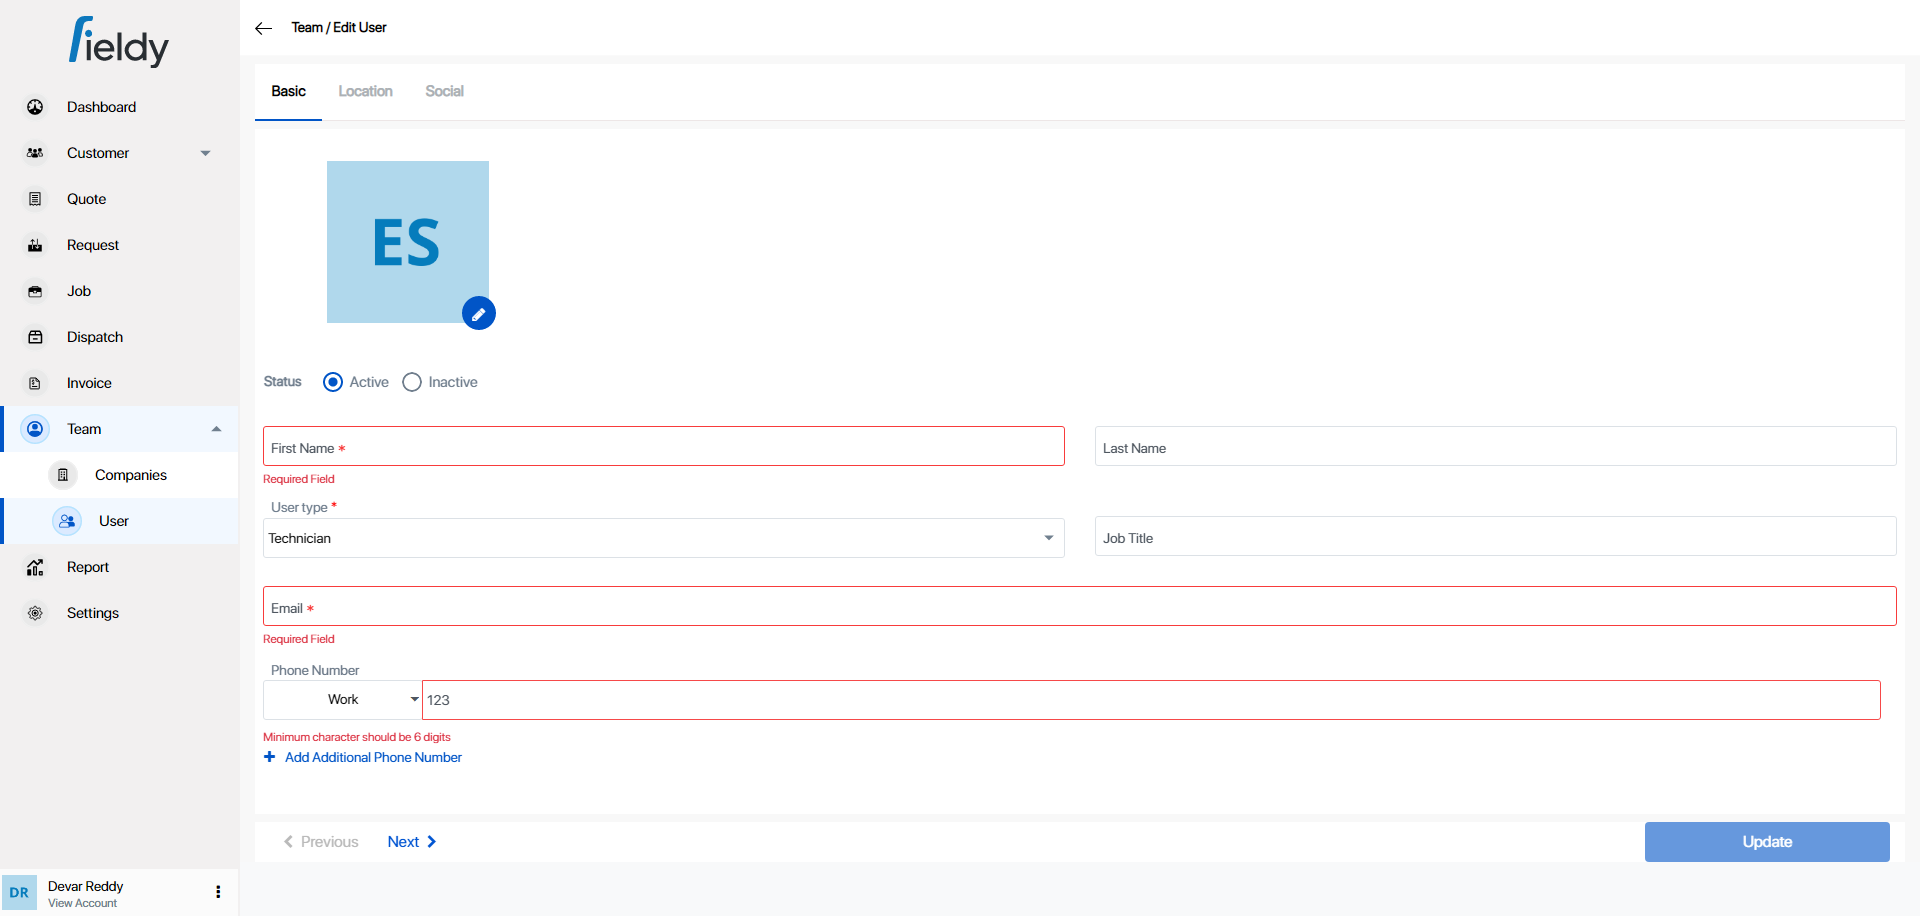 fieldy
Dashboard
Customer
Quote
Request
Job
Dispatch
Invoice
Team
Companies
User
Report
Settings
DR
Devar Reddy
View Account
Team / Edit User
Basic Location Social
ES
Status Active Inactive
First Name *
Last Name
Required Field
User type *
Technician
Job Title
Email *
Required Field
Phone Number
Work 123
Minimum character should be 6 digits
+ Add Additional Phone Number
Previous Next
Update